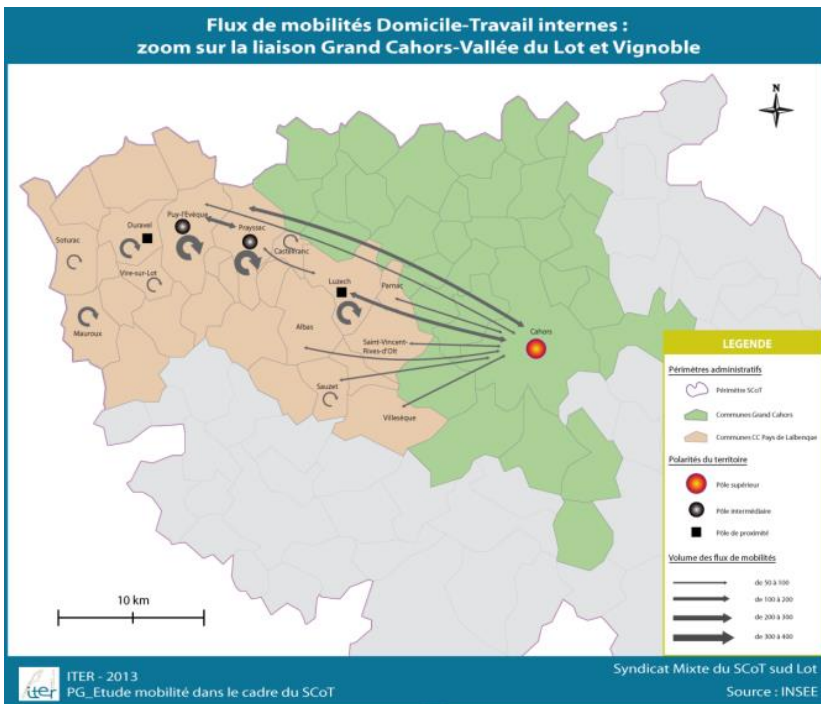 Flux de mobilités Domicile-Travail internes :
zoom sur la liaison Grand Cahors-Vallée du Lot et Vignoble
N
Puy-l'Evêque
Duravel
Prayssac
Soturac
Castelfranc
Vire-sur-Lot
Luzech
Parnac
Mauroux
Albas
Cahors
Saint-Vincent-
Rives-d'Olt
Sauzet
Villesèque
10 km
LEGENDE
Périmètres administratifs
Périmètre SCoT
Communes Grand Cahors
Communes CC Pays de Lalbenque
Polarités du territoire
Pôle supérieur
Pôle intermédiaire
Pôle de proximité
Volume des flux de mobilités
de 50 à 100
de 100 à 200
de 200 à 300
de 300 à 400
iter
ITER - 2013
PG_Etude mobilité dans le cadre du SCoT
Syndicat Mixte du SCoT sud Lot
Source : INSEE